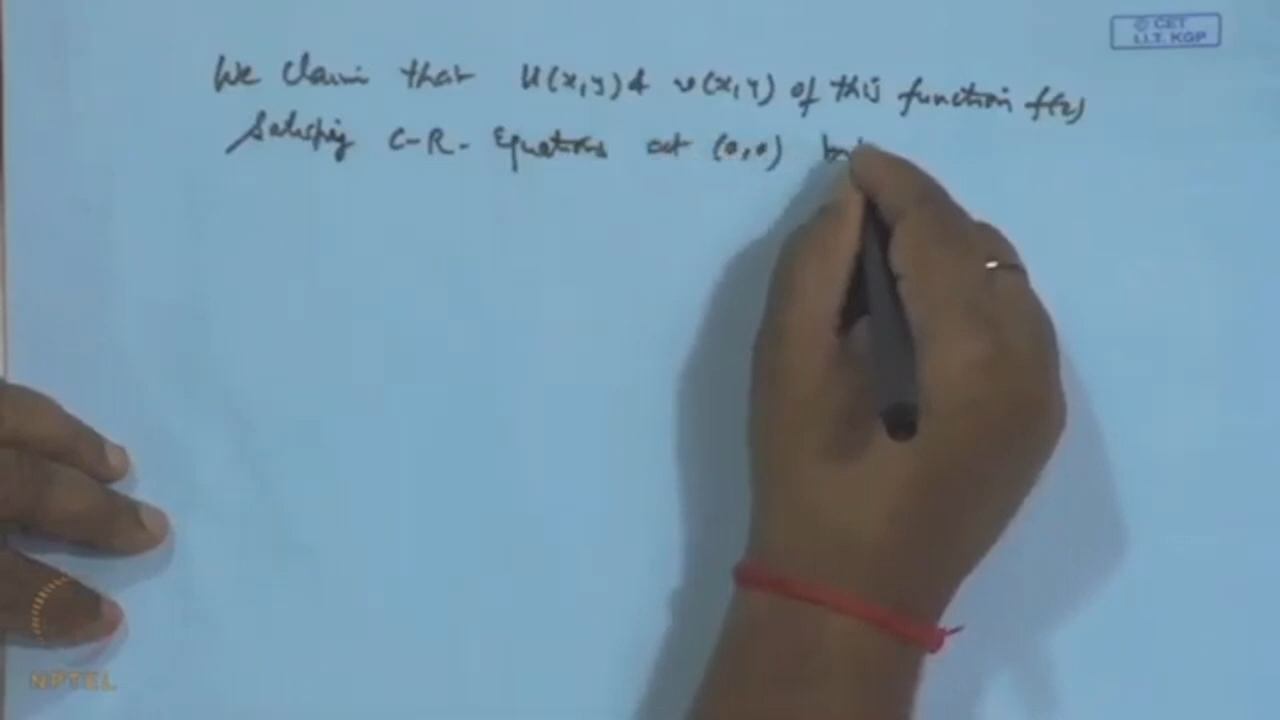 © CET
I.I.T. KGP
We claim that u(x,y) & v(x,y) of this function f(z)
Satisfy C-R- Equations at (0,0) but
NPTEL